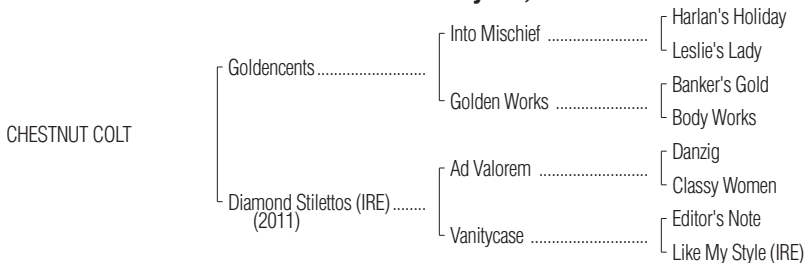 Harlan's Holiday
Into Mischief ........................
Leslie's Lady
Goldencents ..........................
Banker's Gold
Golden Works ......................
Body Works
CHESTNUT COLT
Danzig
Ad Valorem ..........................
Classy Women
Diamond Stilettos (IRE) ........
(2011)
Editor's Note
Vanitycase ............................
Like My Style (IRE)